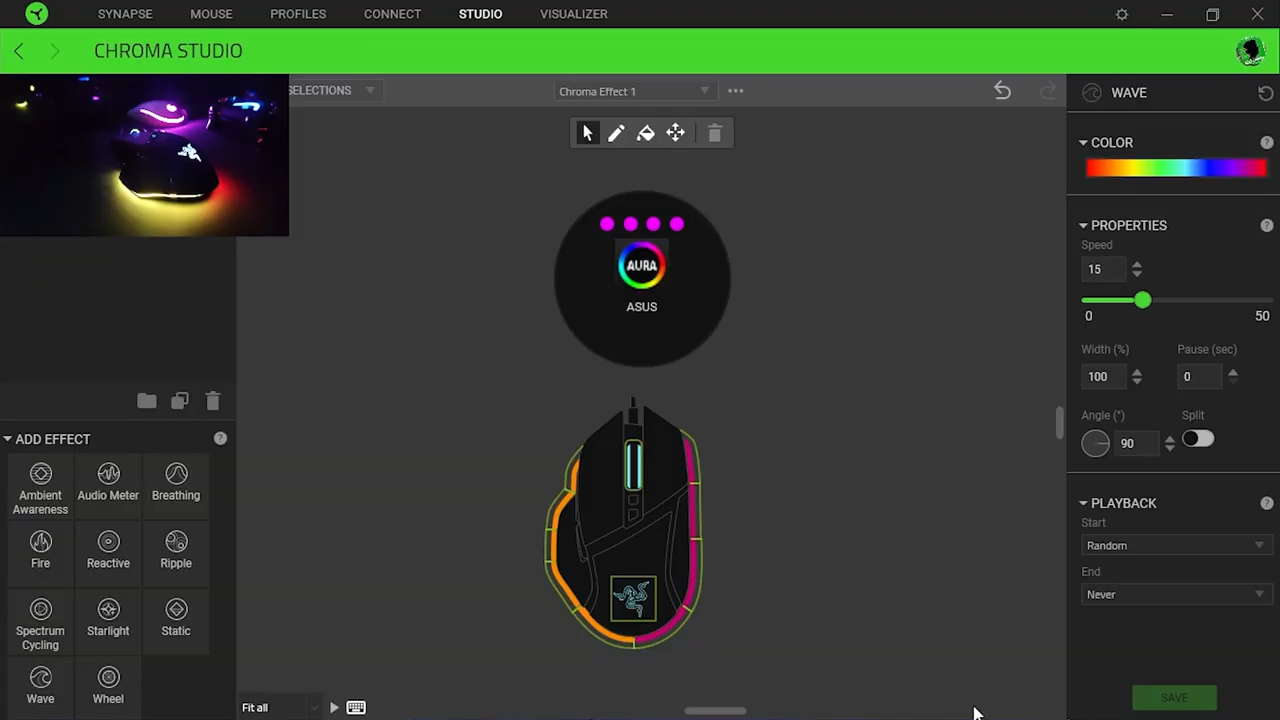 SYNAPSE MOUSE PROFILES CONNECT STUDIO VISUALIZER
CHROMA STUDIO
SELECTIONS
Chroma Effect 1
WAVE
COLOR
PROPERTIES
Speed
15
0 50
Width (%) Pause (sec)
100 0
Angle (°) Split
90
PLAYBACK
Start
Random
End
Never
SAVE
AURA
ASUS
ADD EFFECT
Ambient Awareness
Audio Meter
Breathing
Fire
Reactive
Ripple
Spectrum Cycling
Starlight
Static
Wave
Wheel
Fit all